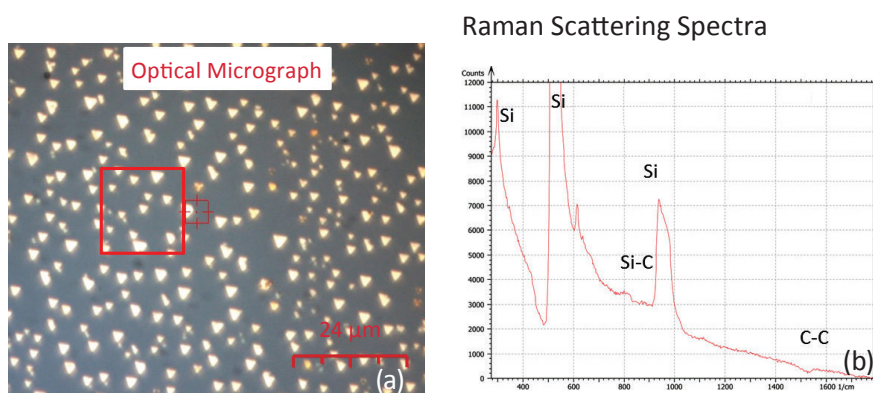 Raman Scattering Spectra
Optical Micrograph
24 μm
(a)
Counts
12000
11000
10000
9000
8000
7000
6000
5000
4000
3000
2000
1000
0
Si
Si
Si
Si-C
C-C
(b)
400
600
800
1000
1200
1400
1600 1/cm